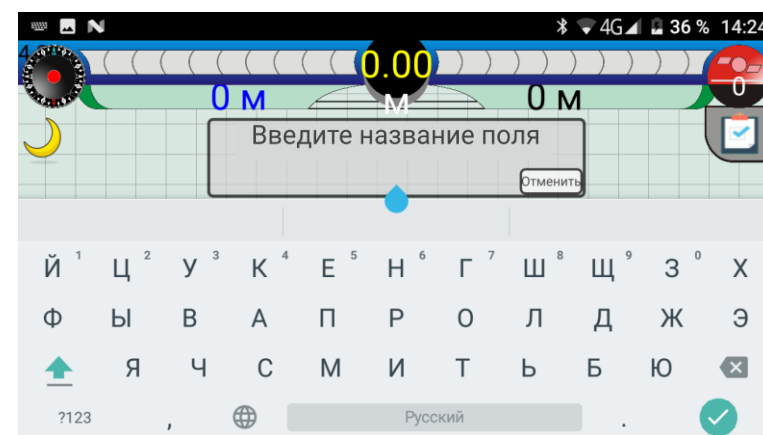 4G 36 % 14:24
0.00
м
0 м
0 м
0
Введите название поля
Отменить
Й 1 Ц 2 У 3 К 4 Е 5 Н 6 Г 7 Ш 8 Щ 9 З 0 Х
Ф Ы В А П Р О Л Д Ж Э
Я Ч С М И Т Ь Б Ю
?123 , Русский .